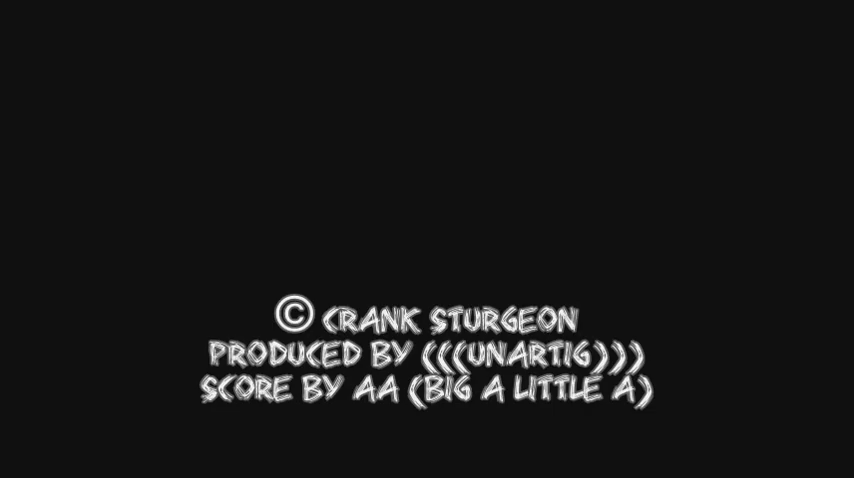 © CRANK STURGEON
PRODUCED BY (((UNARTIG)))
SCORE BY AA (BIG A LITTLE A)